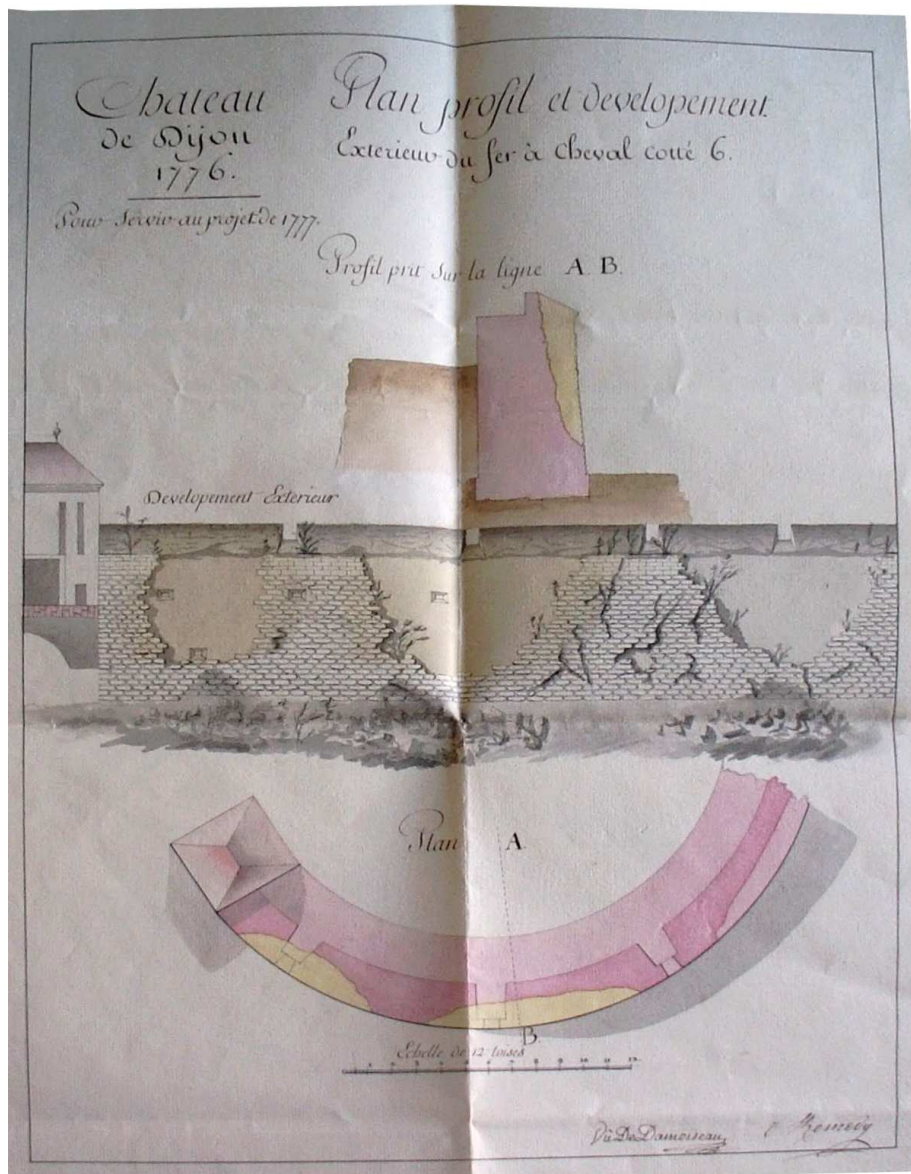 Chateau
de Dijon
1776.
Pour Servir au projet de 1777.
Plan profil et developement
Exterieur du fer à Cheval cotté 6.
Profil prit Sur la ligne A B.
Developement Exterieur
Plan
A
B.
Echelle de 12 toises
Vû De Damoiseau